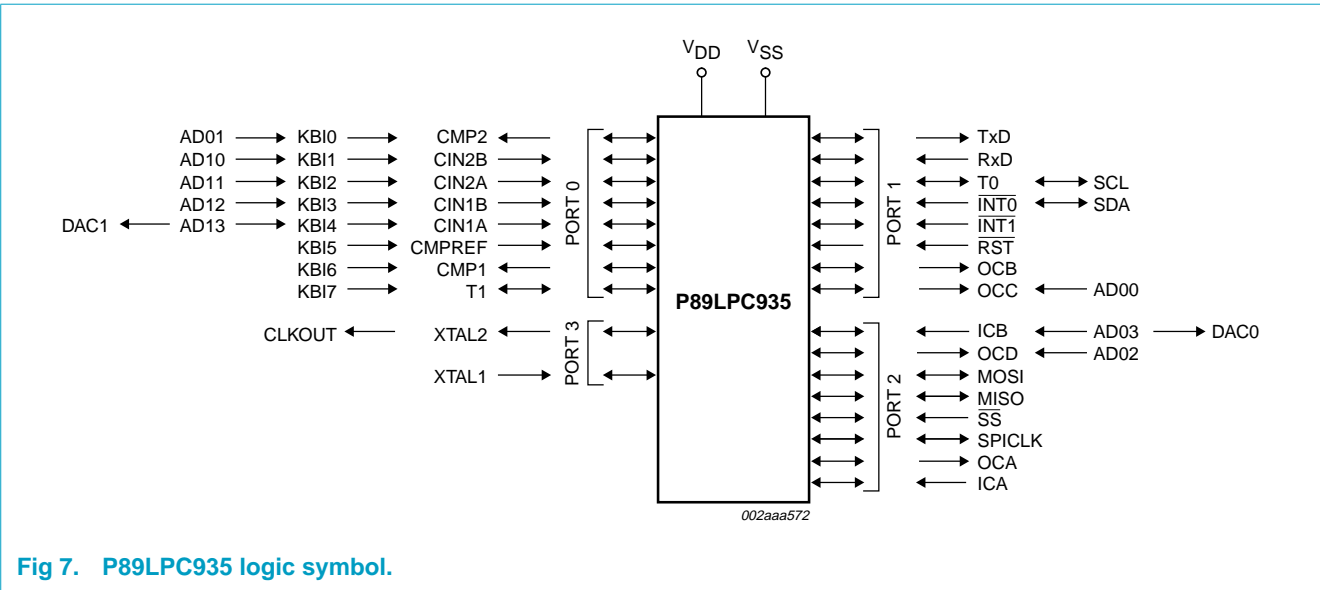 VDD VSS
AD01 KBI0 CMP2 TxD
AD10 KBI1 CIN2B RxD
AD11 KBI2 CIN2A T0 SCL
AD12 KBI3 CIN1B INT0 SDA
DAC1 AD13 KBI4 CIN1A INT1
KBI5 CMPREF RST
KBI6 CMP1 OCB
KBI7 T1 OCC AD00
PORT 0
PORT 1
P89LPC935
CLKOUT XTAL2 ICB AD03 DAC0
OCD AD02
XTAL1 MOSI
MISO
SS
SPICLK
OCA
ICA
PORT 3
PORT 2
002aaa572
Fig 7. P89LPC935 logic symbol.